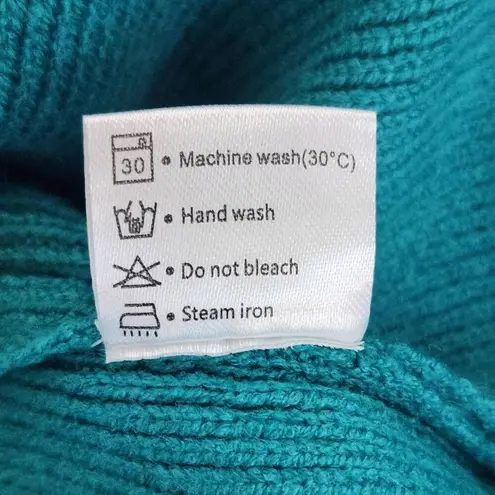 30 • Machine wash(30°C)
• Hand wash
• Do not bleach
• Steam iron